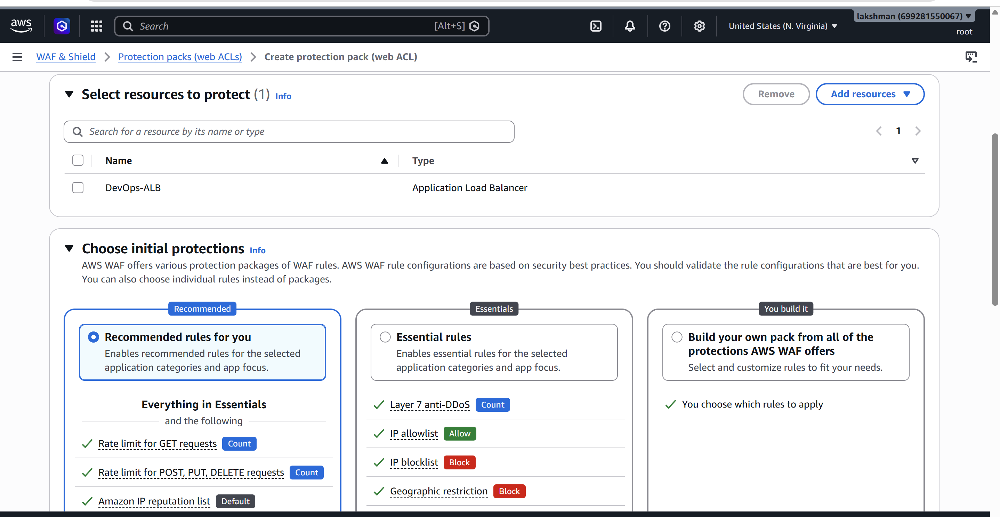 aws
Search
[Alt+S]
United States (N. Virginia)
lakshman (699281550067)
root
WAF & Shield
Protection packs (web ACLs)
Create protection pack (web ACL)
Select resources to protect (1) Info
Remove
Add resources
Search for a resource by its name or type
1
Name
Type
DevOps-ALB
Application Load Balancer
Choose initial protections Info
AWS WAF offers various protection packages of WAF rules. AWS WAF rule configurations are based on security best practices. You should validate the rule configurations that are best for you.
You can also choose individual rules instead of packages.
Recommended
Recommended rules for you
Enables recommended rules for the selected
application categories and app focus.
Everything in Essentials
and the following
Rate limit for GET requests Count
Rate limit for POST, PUT, DELETE requests Count
Amazon IP reputation list Default
Essentials
Essential rules
Enables essential rules for the selected
application categories and app focus.
Layer 7 anti-DDoS Count
IP allowlist Allow
IP blocklist Block
Geographic restriction Block
You build it
Build your own pack from all of the
protections AWS WAF offers
Select and customize rules to fit your needs.
You choose which rules to apply